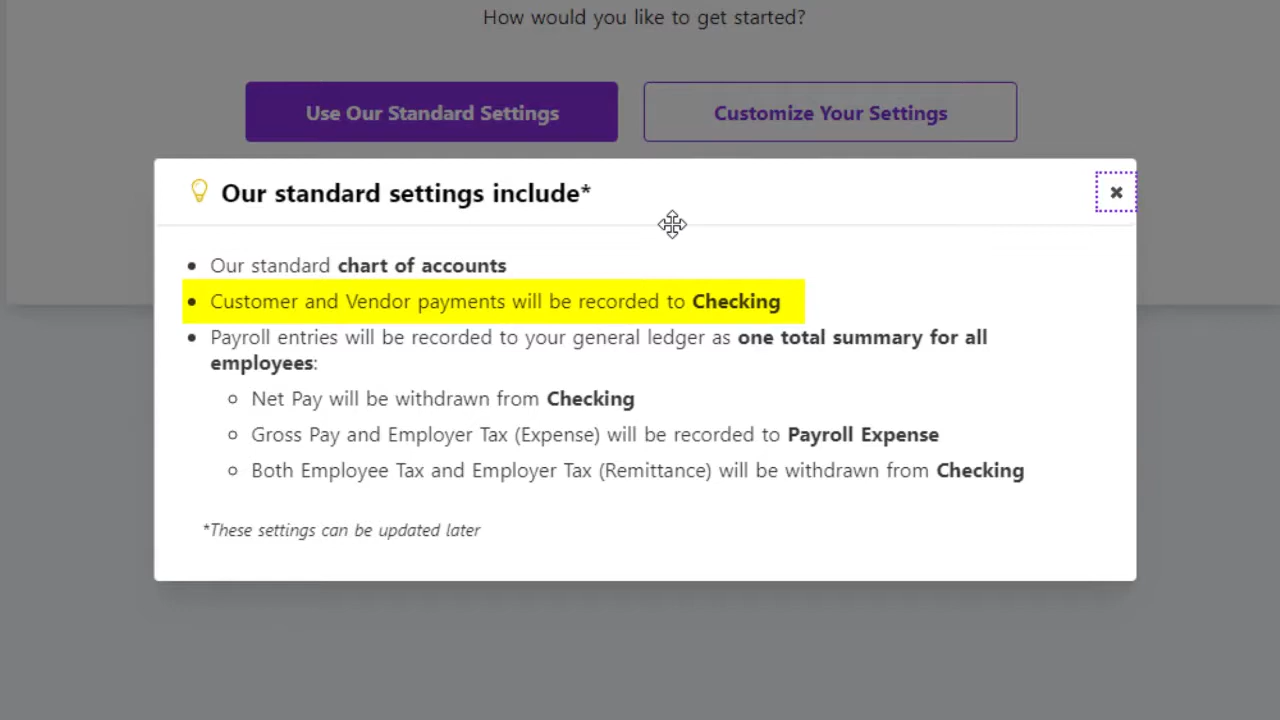 How would you like to get started?
Use Our Standard Settings
Customize Your Settings
Our standard settings include*
Our standard chart of accounts
Customer and Vendor payments will be recorded to Checking
Payroll entries will be recorded to your general ledger as one total summary for all
employees:
Net Pay will be withdrawn from Checking
Gross Pay and Employer Tax (Expense) will be recorded to Payroll Expense
Both Employee Tax and Employer Tax (Remittance) will be withdrawn from Checking
*These settings can be updated later